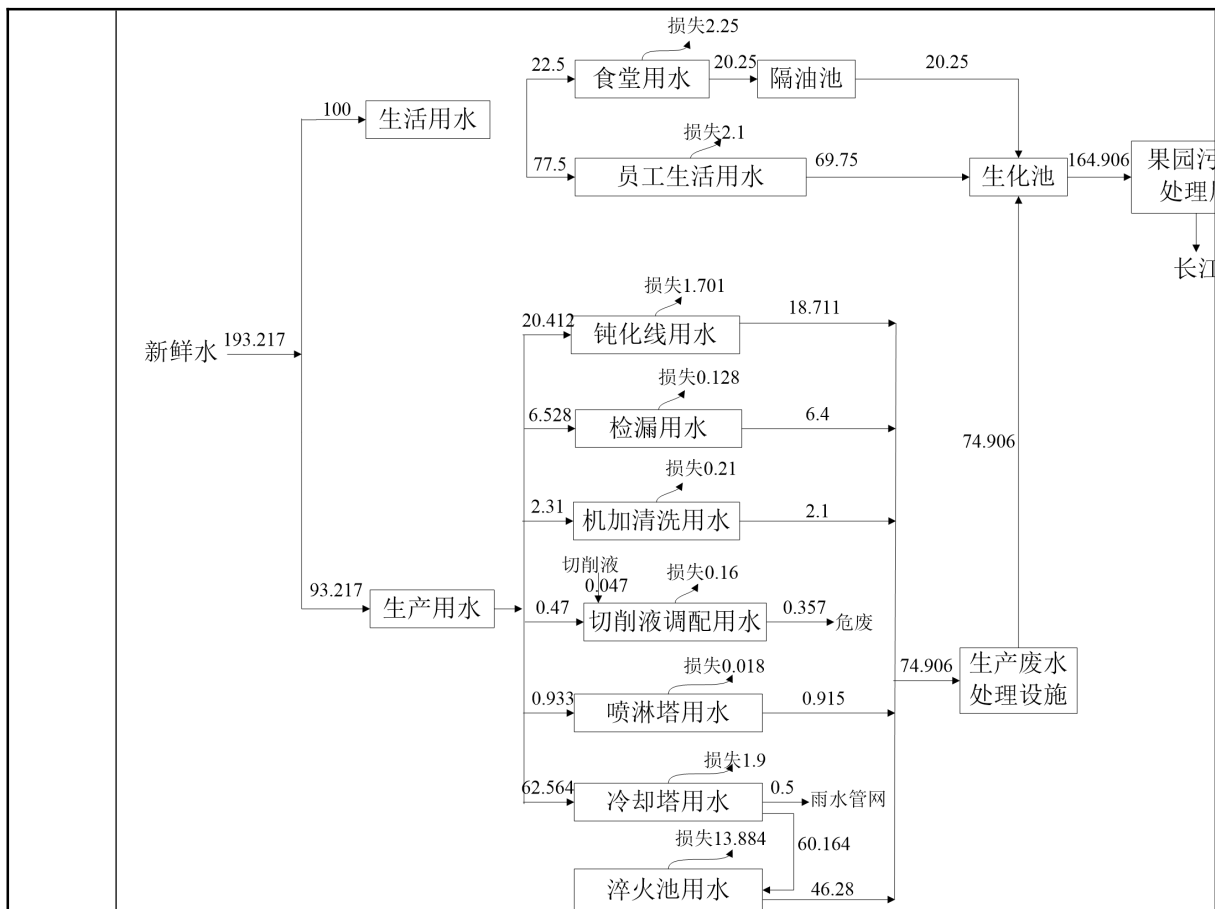 损失2.25
22.5
食堂用水
20.25
隔油池
20.25
100
生活用水
损失2.1
77.5
员工生活用水
69.75
生化池
164.906
果园污
处理
长江
新鲜水
193.217
损失1.701
20.412
钝化线用水
18.711
损失0.128
6.528
检漏用水
6.4
74.906
损失0.21
2.31
机加清洗用水
2.1
切削液
0.047
损失0.16
93.217
生产用水
0.47
切削液调配用水
0.357
危废
损失0.018
0.933
喷淋塔用水
0.915
74.906
生产废水
处理设施
损失1.9
62.564
冷却塔用水
0.5
雨水管网
损失13.884
60.164
淬火池用水
46.28